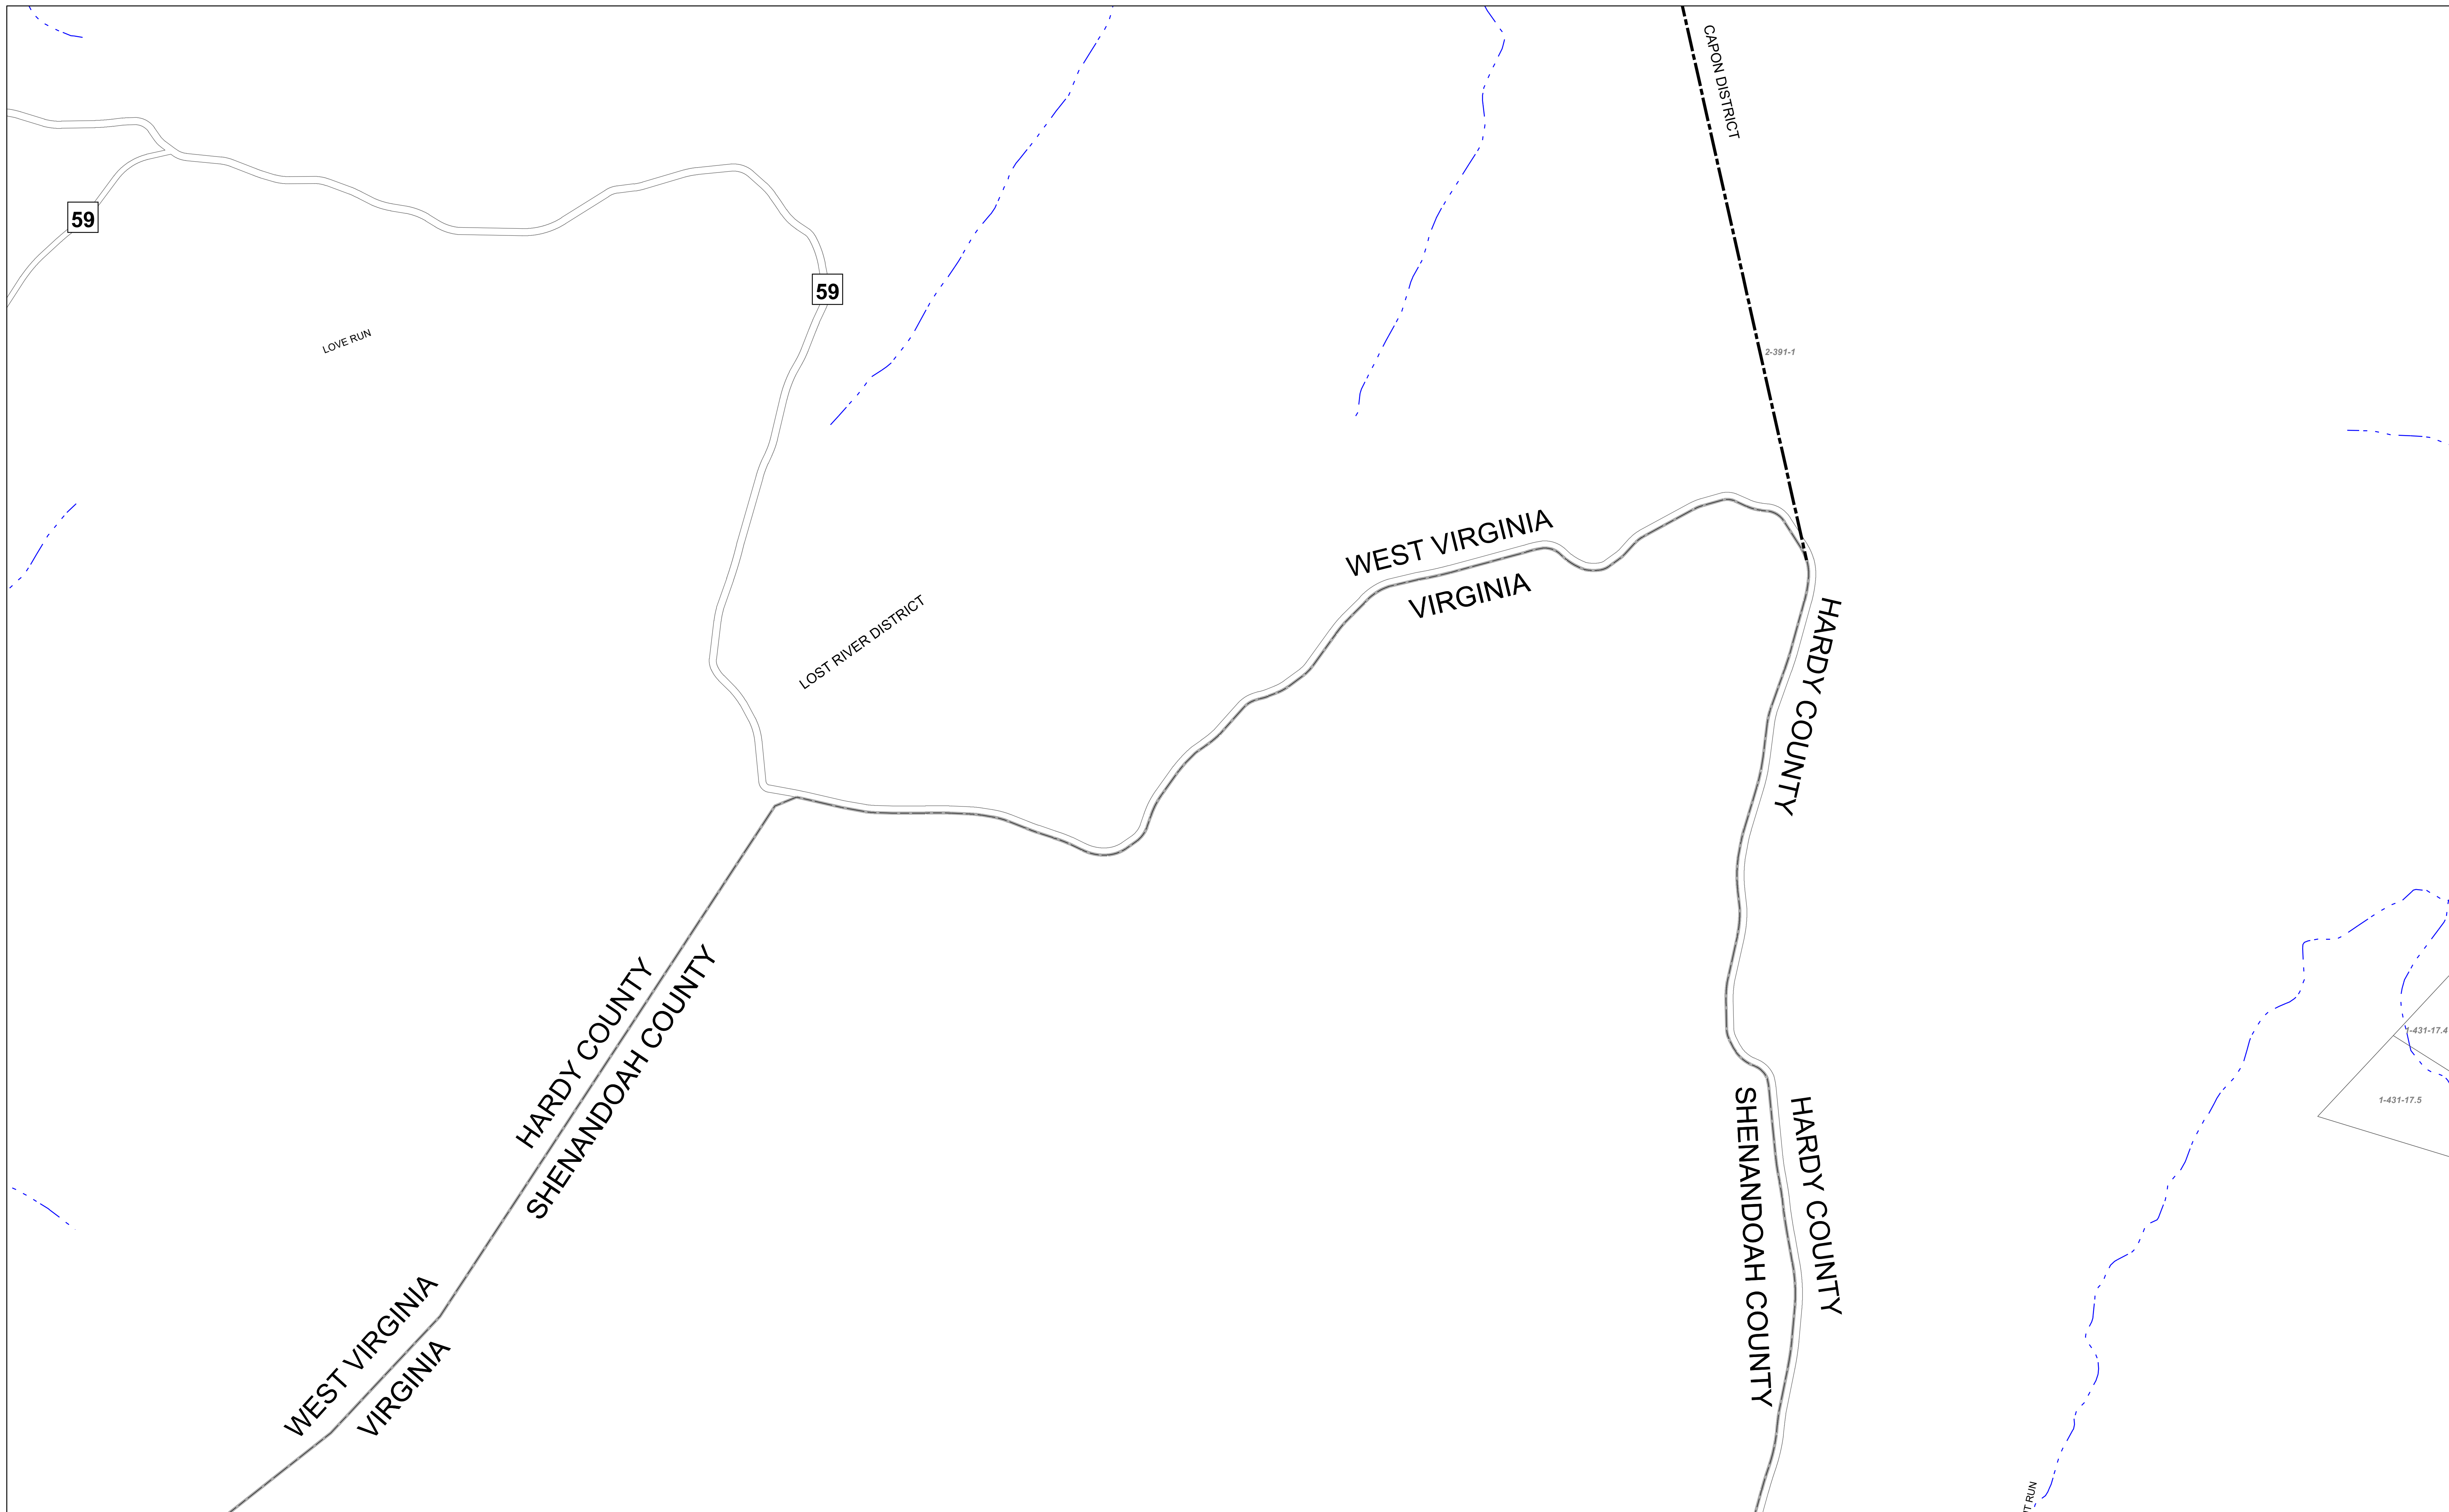 CAPON DISTRICT
59
59
LOVE RUN
2-391-1
WEST VIRGINIA
VIRGINIA
LOST RIVER DISTRICT
HARDY COUNTY
HARDY COUNTY
SHENANDOAH COUNTY
1-431-17.4
1-431-17.5
SHENANDOAH COUNTY
HARDY COUNTY
WEST VIRGINIA
VIRGINIA
RUN